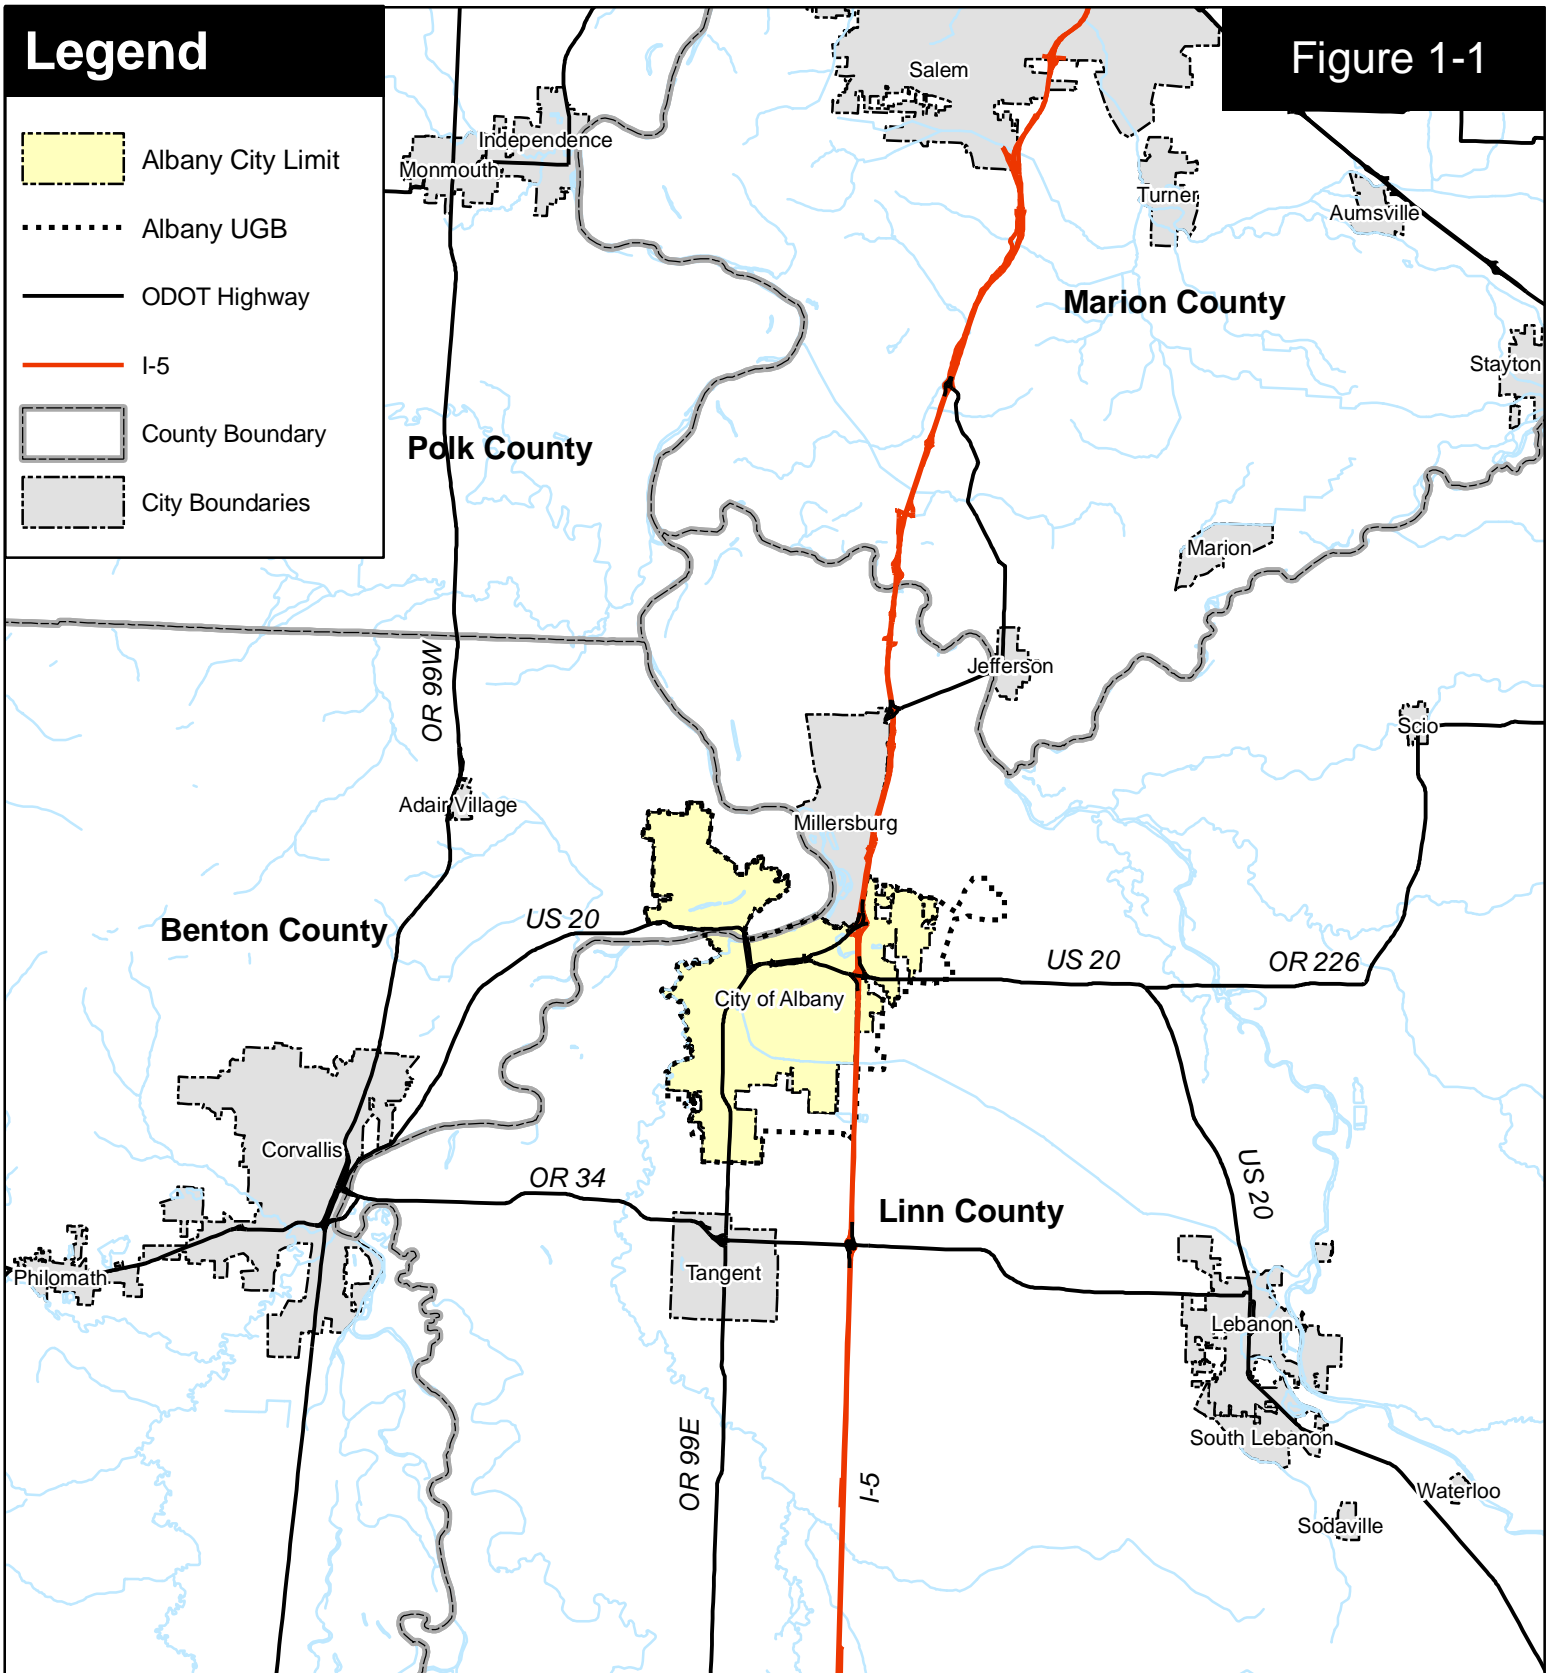 Legend
Figure 1-1
Albany City Limit
Albany UGB
ODOT Highway
I-5
County Boundary
City Boundaries
Salem
Independence
Monmouth
Turner
Aumsville
Marion County
Stayton
Polk County
Marion
OR 99W
Jefferson
Scio
Adair Village
Millersburg
Benton County
US 20
US 20
OR 226
City of Albany
Corvallis
OR 34
US 20
Linn County
Philomath
Tangent
Lebanon
OR 99E
I-5
South Lebanon
Waterloo
Sodaville